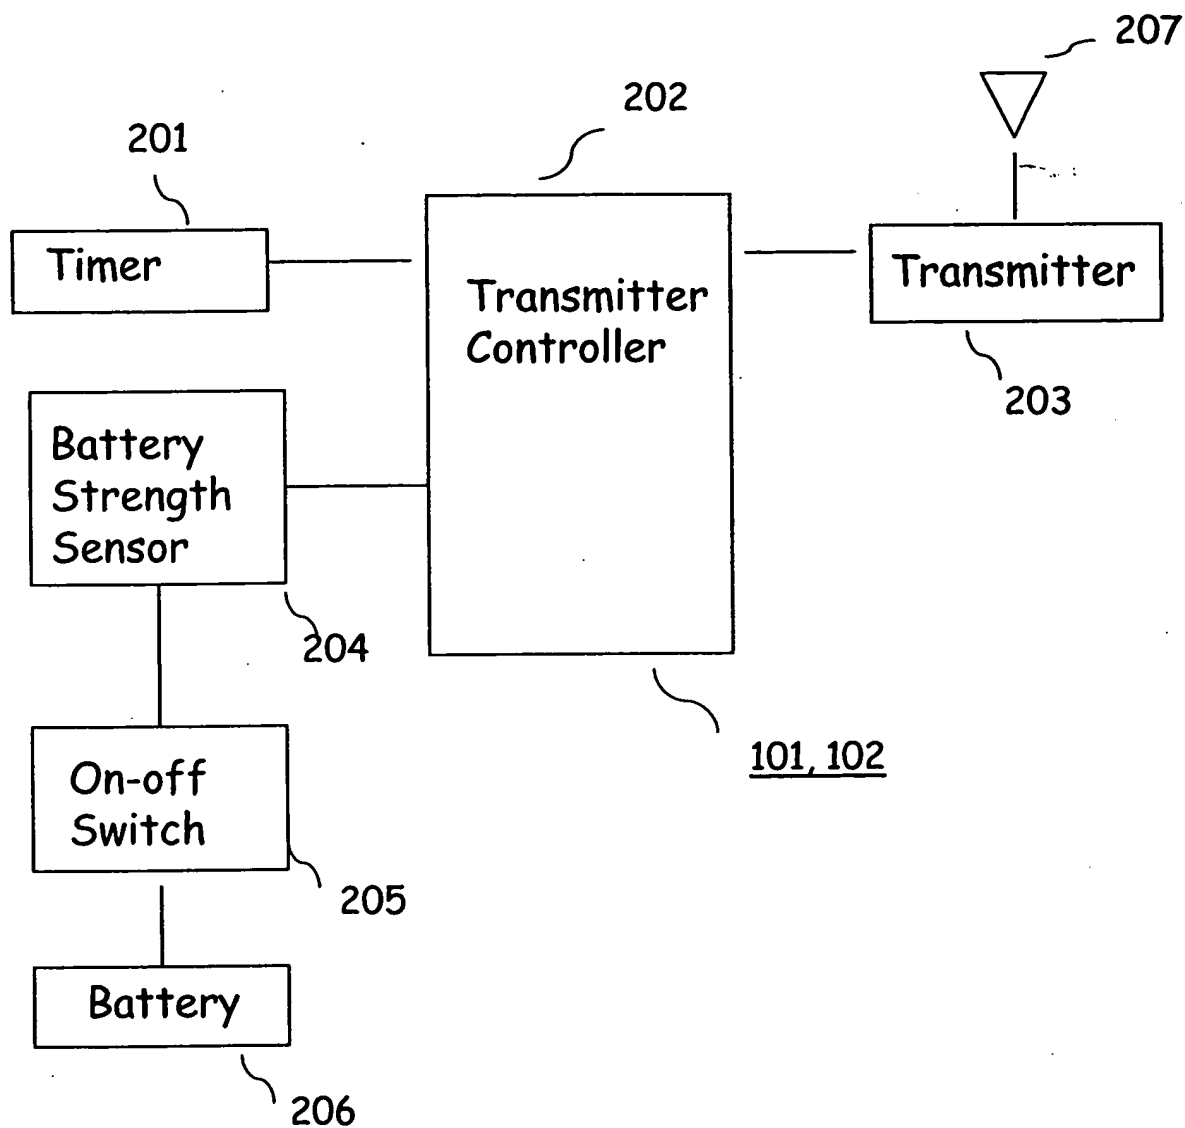 207
202
201
Timer
Transmitter
Controller
Transmitter
203
Battery
Strength
Sensor
204
101, 102
On-off
Switch
205
Battery
206